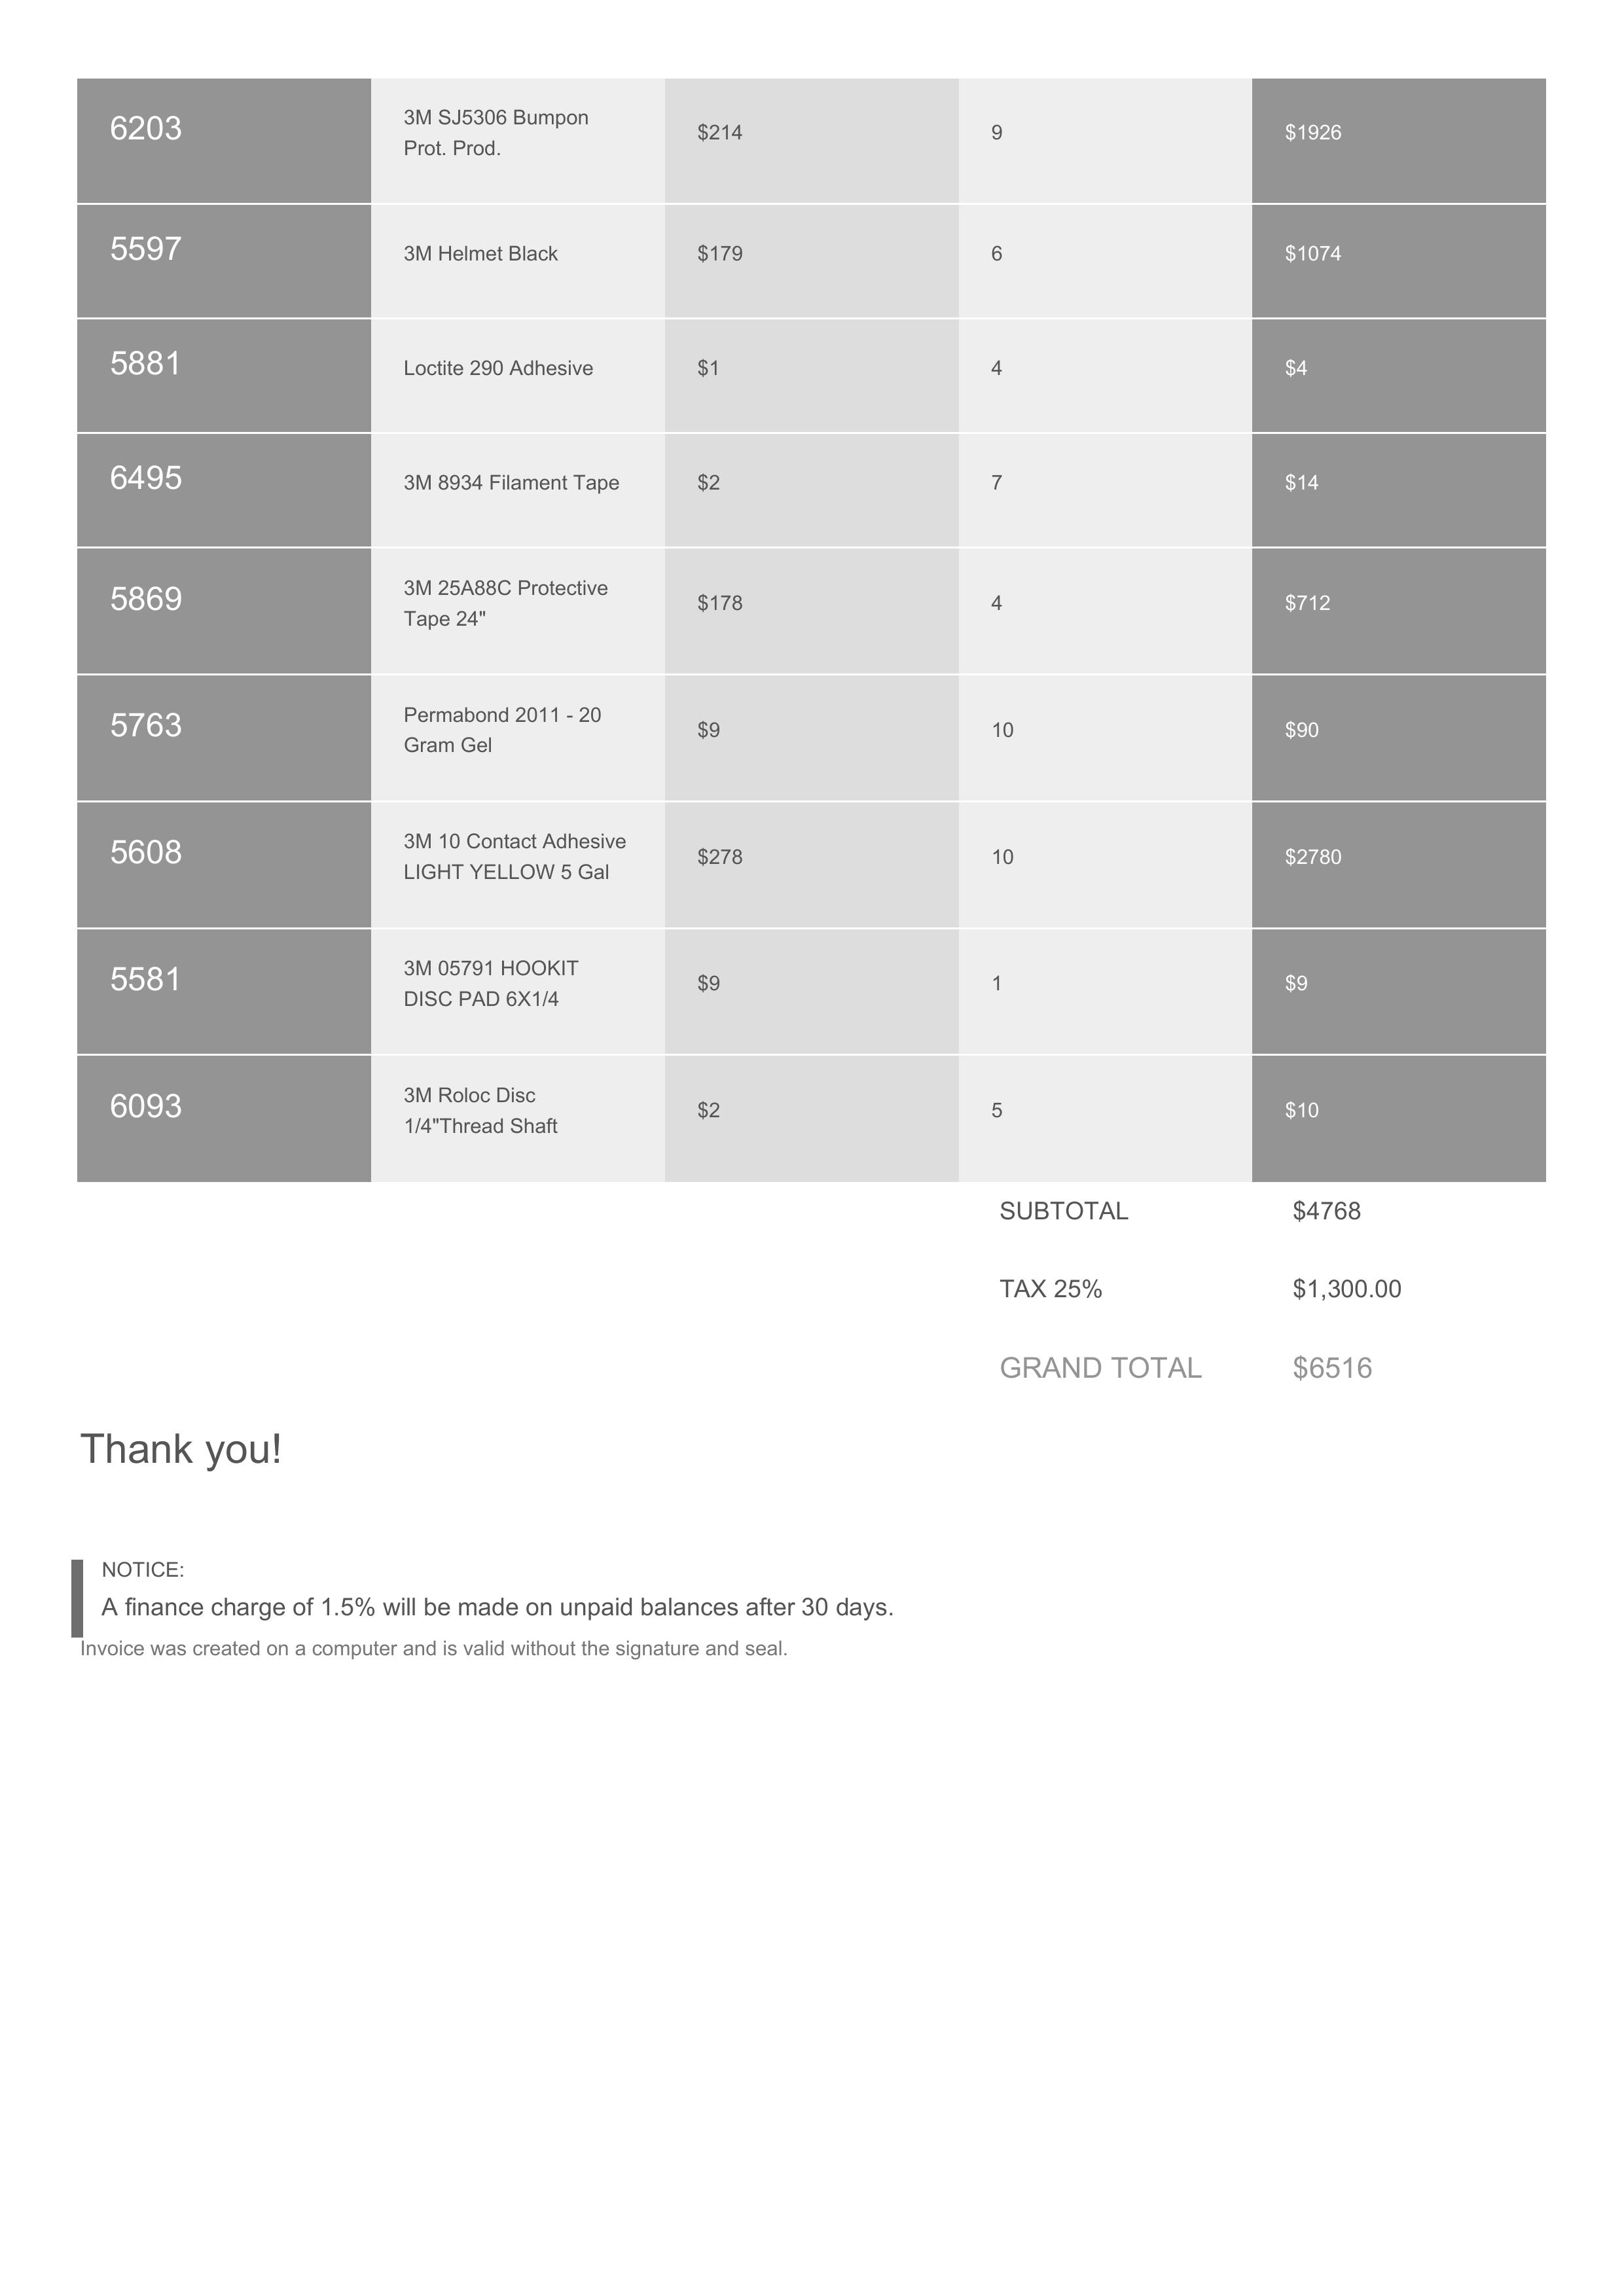 6203 3M SJ5306 Bumpon $214 9 $1926
Prot. Prod.
5597 3M Helmet Black $179 6 $1074
5881 Loctite 290 Adhesive $1 4 $4
6495 3M 8934 Filament Tape $2 7 $14
5869 3M 25A88C Protective $178 4 $712
Tape 24"
5763 Permabond 2011 - 20 $9 10 $90
Gram Gel
5608 3M 10 Contact Adhesive $278 10 $2780
LIGHT YELLOW 5 Gal
5581 3M 05791 HOOKIT $9 1 $9
DISC PAD 6X1/4
6093 3M Roloc Disc $2 5 $10
1/4"Thread Shaft
SUBTOTAL $4768
TAX 25% $1,300.00
GRAND TOTAL $6516
Thank you!
NOTICE:
A finance charge of 1.5% will be made on unpaid balances after 30 days.
Invoice was created on a computer and is valid without the signature and seal.